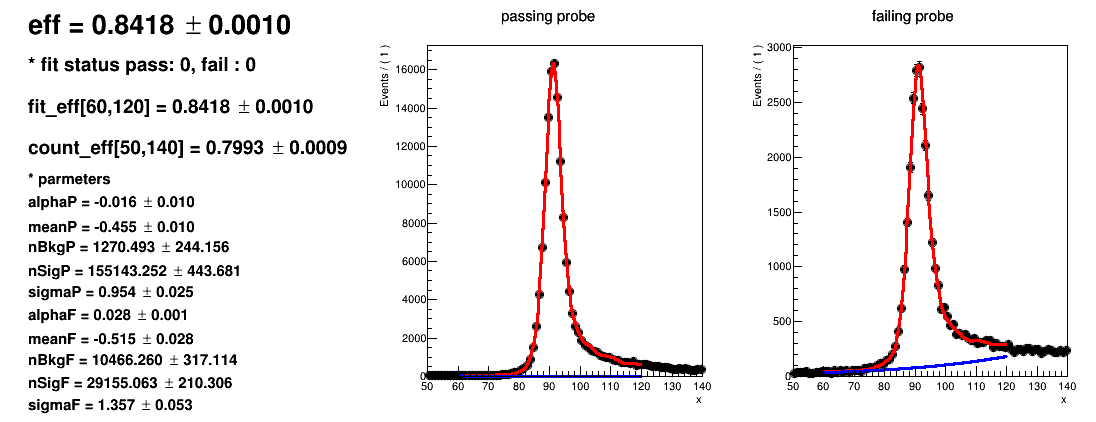 eff = 0.8418 ± 0.0010
* fit status pass: 0, fail : 0
fit_eff[60,120] = 0.8418 ± 0.0010
count_eff[50,140] = 0.7993 ± 0.0009
* parmeters
alphaP = -0.016 ± 0.010
meanP = -0.455 ± 0.010
nBkgP = 1270.493 ± 244.156
nSigP = 155143.252 ± 443.681
sigmaP = 0.954 ± 0.025
alphaF = 0.028 ± 0.001
meanF = -0.515 ± 0.028
nBkgF = 10466.260 ± 317.114
nSigF = 29155.063 ± 210.306
sigmaF = 1.357 ± 0.053
passing probe
Events / ( 1 )
16000
14000
12000
10000
8000
6000
4000
2000
0
50 60 70 80 90 100 110 120 130 140
x
failing probe
Events / ( 1 )
3000
2500
2000
1500
1000
500
0
50 60 70 80 90 100 110 120 130 140
x